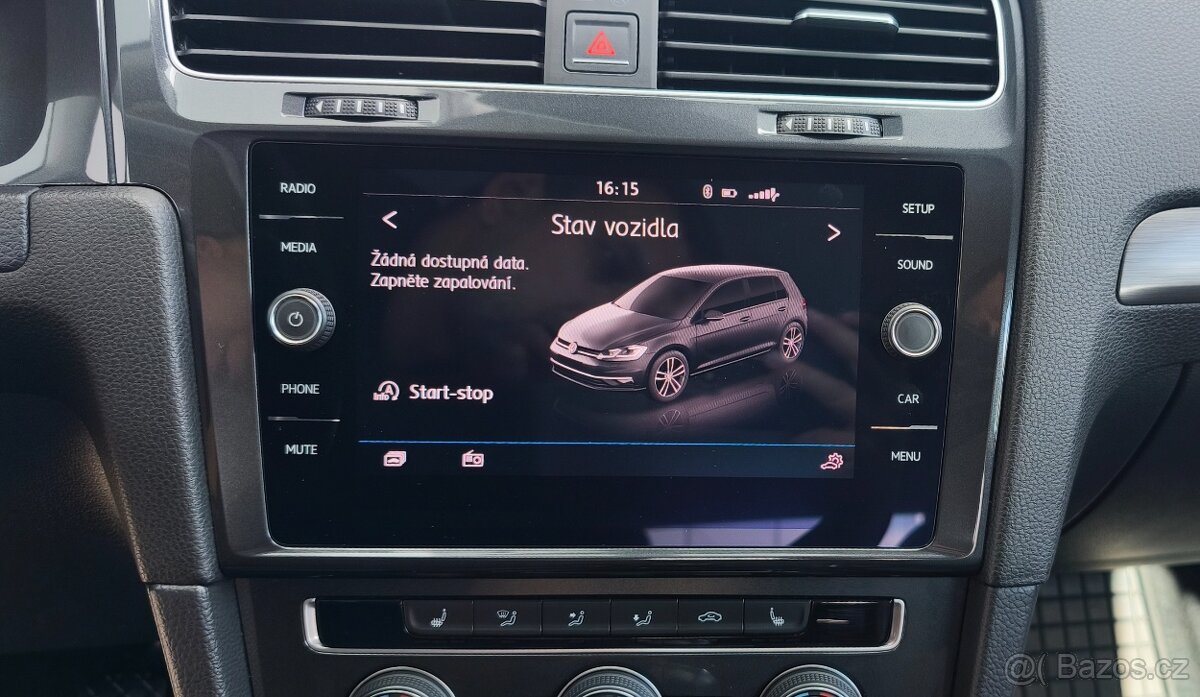 RADIO
MEDIA
PHONE
MUTE
16:15
Stav vozidla
Žádná dostupná data.
Zapněte zapalování.
Start-stop
SETUP
SOUND
CAR
MENU
@( Bazos.cz